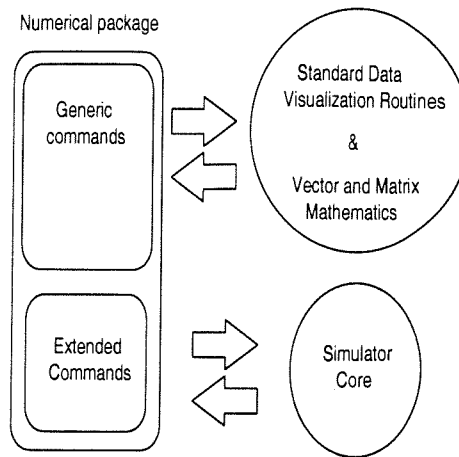 Numerical package
Generic
commands
Standard Data
Visualization Routines
&
Vector and Matrix
Mathematics
Extended
Commands
Simulator
Core